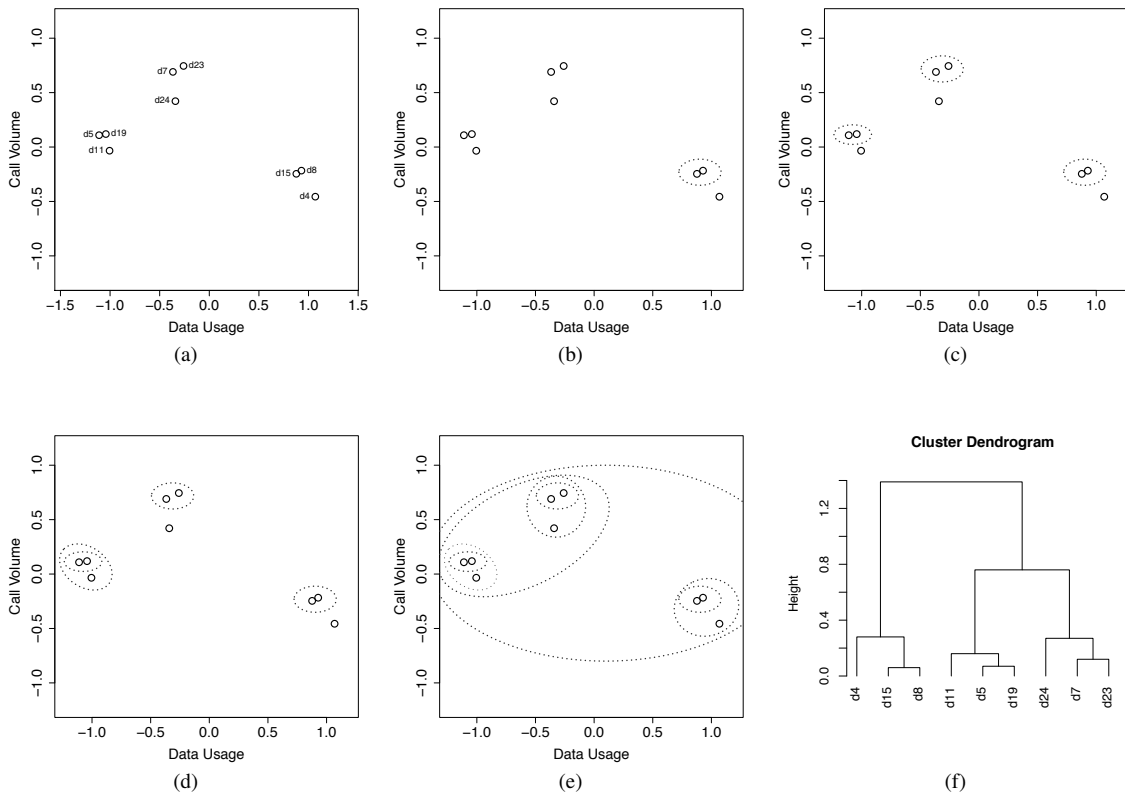 d7
d23
d24
d5
d19
d11
d15
d8
d4
Call Volume
1.0
0.5
0.0
−0.5
−1.0
−1.5 −1.0 −0.5 0.0 0.5 1.0 1.5
Data Usage
(a)
Call Volume
1.0
0.5
0.0
−0.5
−1.0
−1.0 −0.5 0.0 0.5 1.0
Data Usage
(b)
Call Volume
1.0
0.5
0.0
−0.5
−1.0
−1.0 −0.5 0.0 0.5 1.0
Data Usage
(c)
Call Volume
1.0
0.5
0.0
−0.5
−1.0
−1.0 −0.5 0.0 0.5 1.0
Data Usage
(d)
Call Volume
1.0
0.5
0.0
−0.5
−1.0
−1.0 −0.5 0.0 0.5 1.0
Data Usage
(e)
Cluster Dendrogram
Height
1.2
0.8
0.4
0.0
d4
d15
d8
d11
d5
d19
d24
d7
d23
(f)